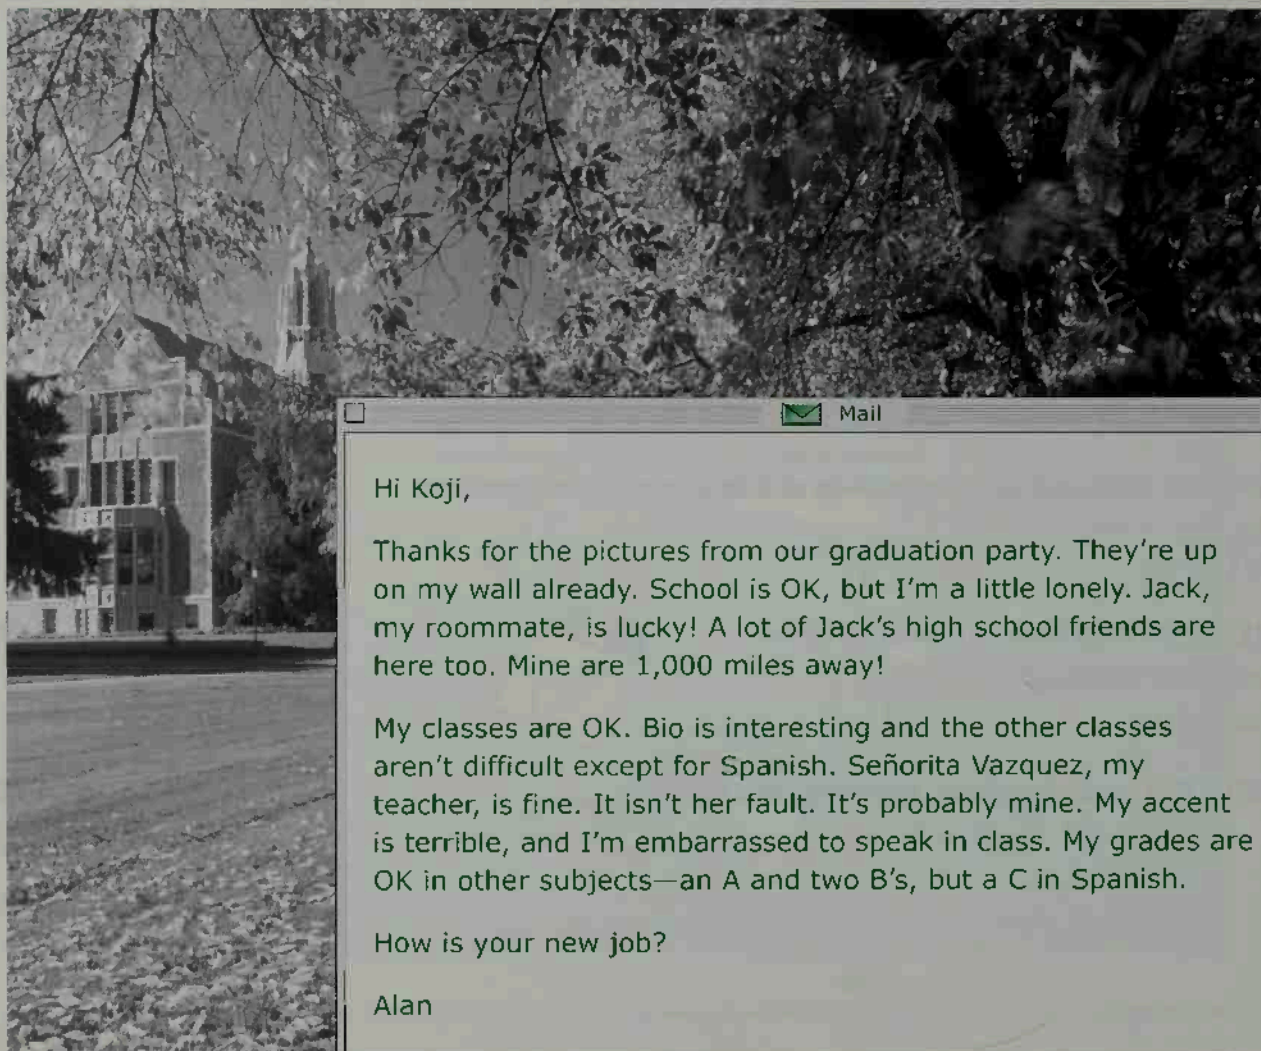 Mail
Hi Koji,
Thanks for the pictures from our graduation party. They're up
on my wall already. School is OK, but I'm a little lonely. Jack,
my roommate, is lucky! A lot of Jack's high school friends are
here too. Mine are 1,000 miles away!
My classes are OK. Bio is interesting and the other classes
aren't difficult except for Spanish. Señorita Vazquez, my
teacher, is fine. It isn't her fault. It's probably mine. My accent
is terrible, and I'm embarrassed to speak in class. My grades are
OK in other subjects—an A and two B's, but a C in Spanish.
How is your new job?
Alan